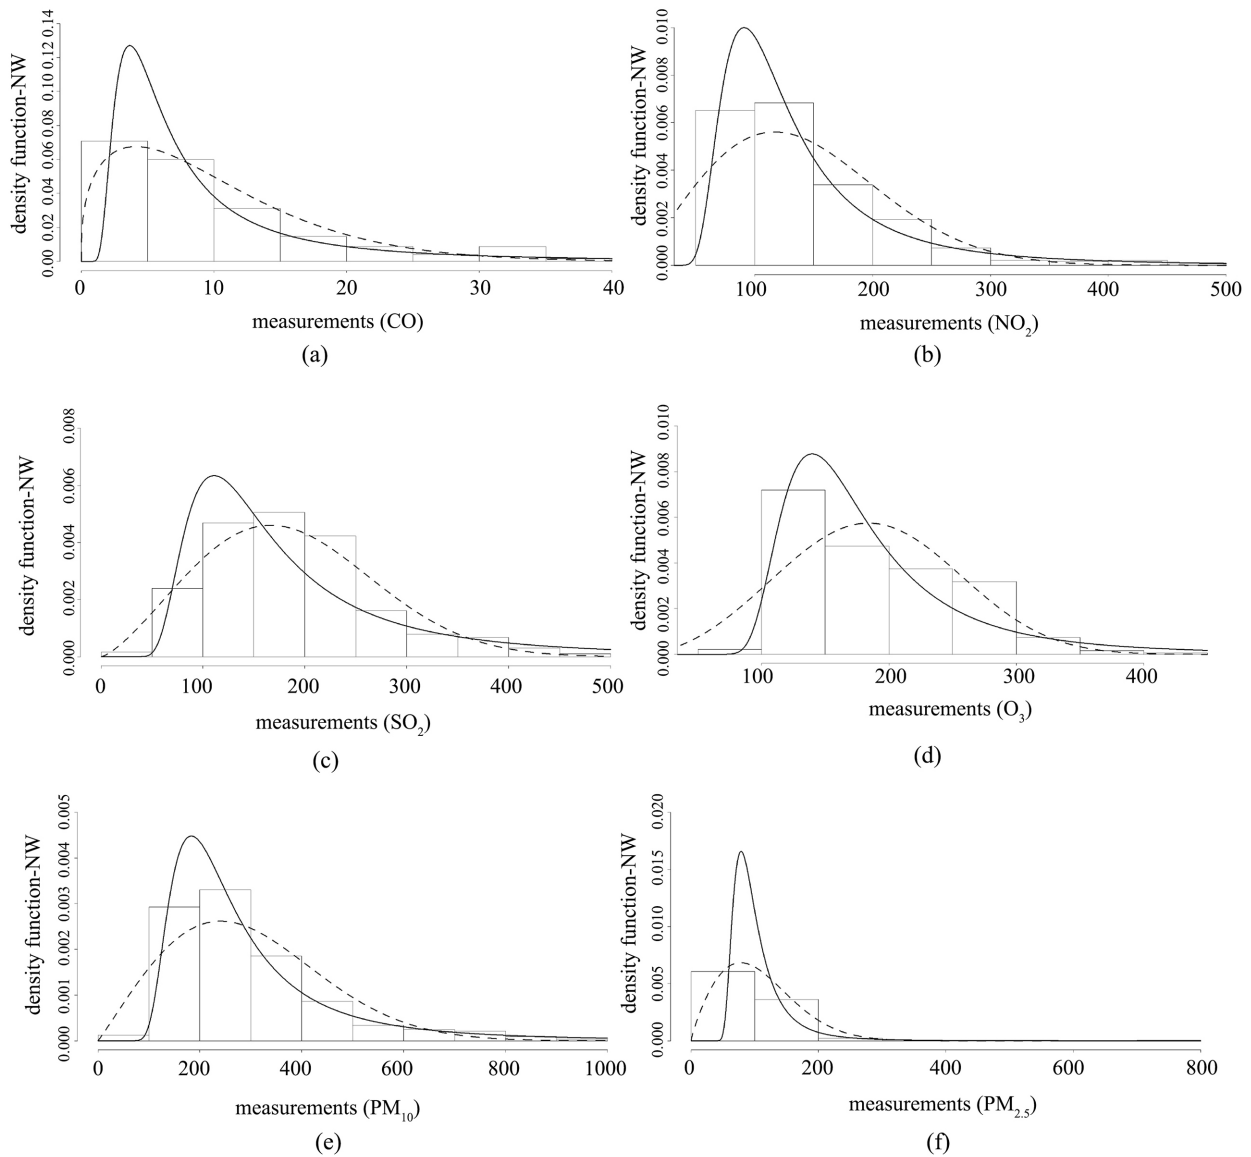 density function-NW
0.00 0.02 0.04 0.06 0.08 0.10 0.12 0.14
0 10 20 30 40
measurements (CO)
(a)
density function-NW
0.000 0.002 0.004 0.006 0.008 0.010
100 200 300 400 500
measurements (NO2)
(b)
density function-NW
0.000 0.002 0.004 0.006 0.008
0 100 200 300 400 500
measurements (SO2)
(c)
density function-NW
0.000 0.002 0.004 0.006 0.008 0.010
100 200 300 400
measurements (O3)
(d)
density function-NW
0.000 0.001 0.002 0.003 0.004 0.005
0 200 400 600 800 1000
measurements (PM10)
(e)
density function-NW
0.000 0.005 0.010 0.015 0.020
0 200 400 600 800
measurements (PM2.5)
(f)